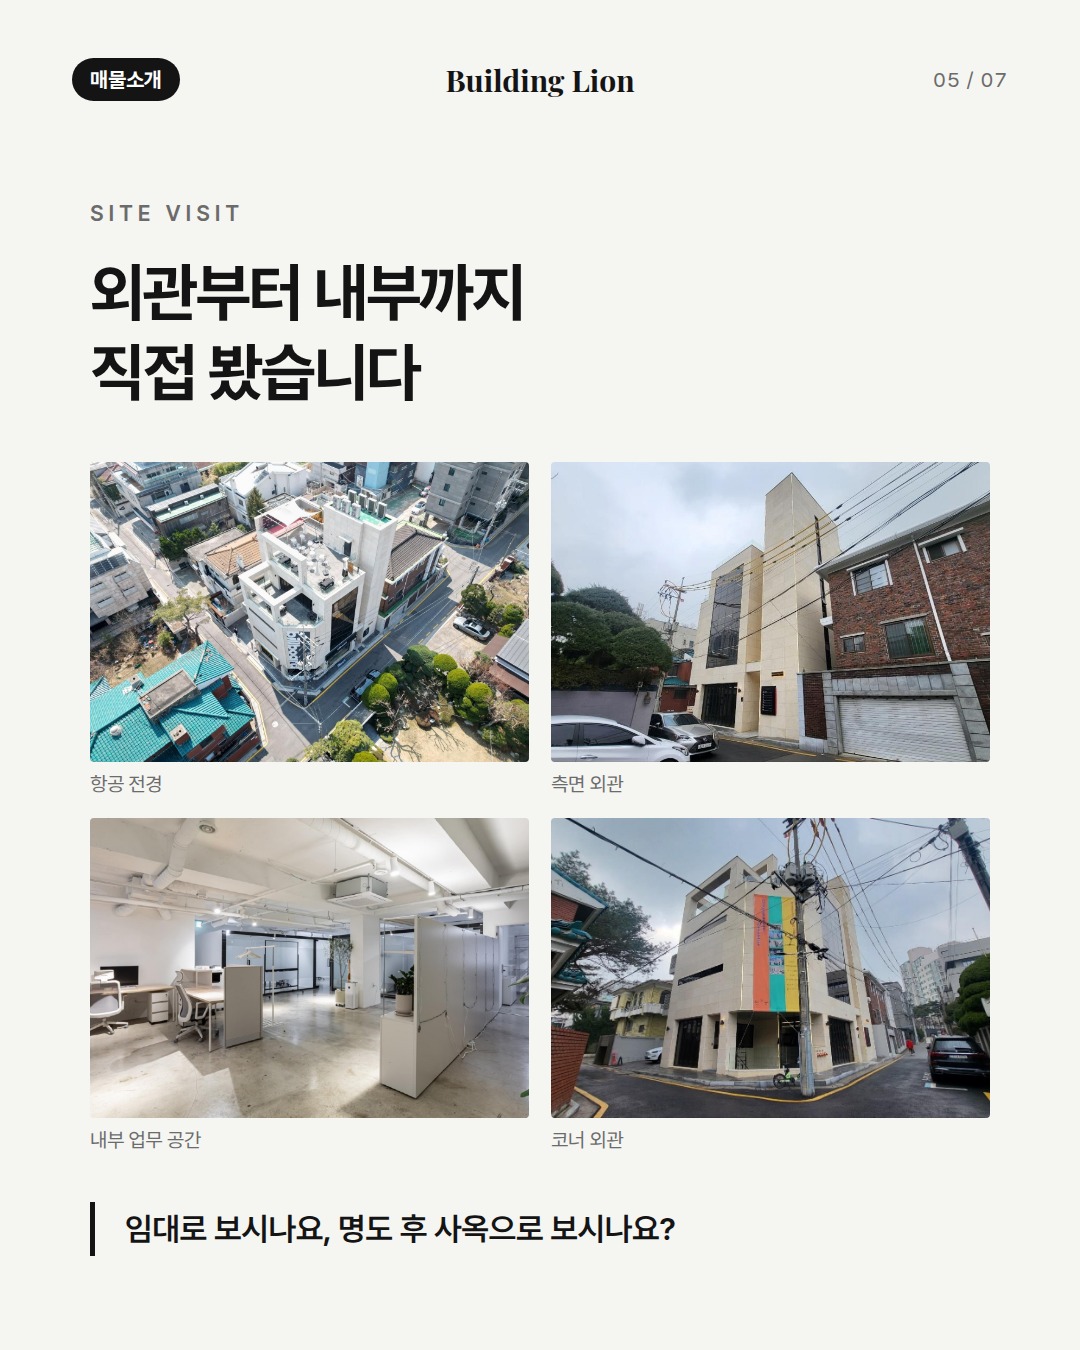 매물소개
Building Lion
05 / 07
SITE VISIT
외관부터 내부까지
직접 봤습니다
항공 전경
측면 외관
내부 업무 공간
코너 외관
임대로 보시나요, 명도 후 사옥으로 보시나요?